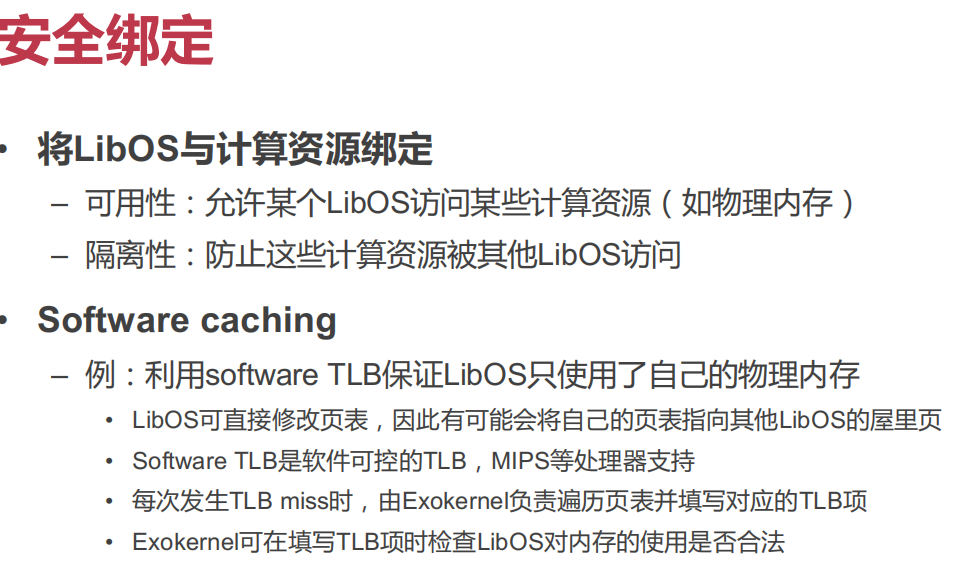 安全绑定
• 将LibOS与计算资源绑定
– 可用性：允许某个LibOS访问某些计算资源（如物理内存）
– 隔离性：防止这些计算资源被其他LibOS访问
• Software caching
– 例：利用software TLB保证LibOS只使用了自己的物理内存
• LibOS可直接修改页表，因此有可能会将自己的页表指向其他LibOS的屋里页
• Software TLB是软件可控的TLB，MIPS等处理器支持
• 每次发生TLB miss时，由Exokernel负责遍历页表并填写对应的TLB项
• Exokernel可在填写TLB项时检查LibOS对内存的使用是否合法